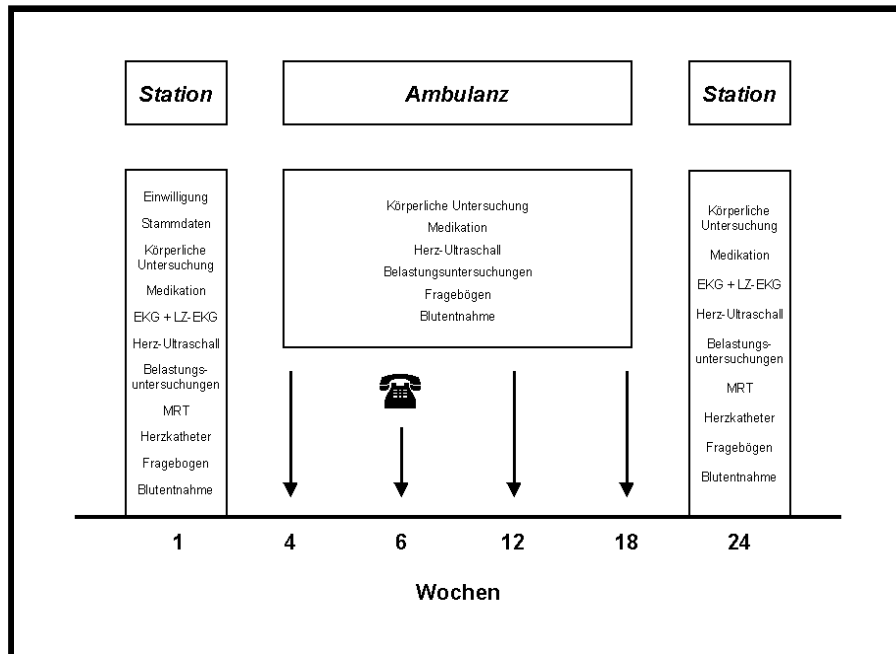 Station
Ambulanz
Station
Einwilligung
Stammdaten
Körperliche
Untersuchung
Medikation
EKG + LZ-EKG
Herz-Ultraschall
Belastungs-
untersuchungen
MRT
Herzkatheter
Fragebogen
Blutentnahme
Körperliche Untersuchung
Medikation
Herz-Ultraschall
Belastungsuntersuchungen
Fragebögen
Blutentnahme
Körperliche
Untersuchung
Medikation
EKG + LZ-EKG
Herz-Ultraschall
Belastungs-
untersuchungen
MRT
Herzkatheter
Fragebögen
Blutentnahme
1
4
6
12
18
24
Wochen